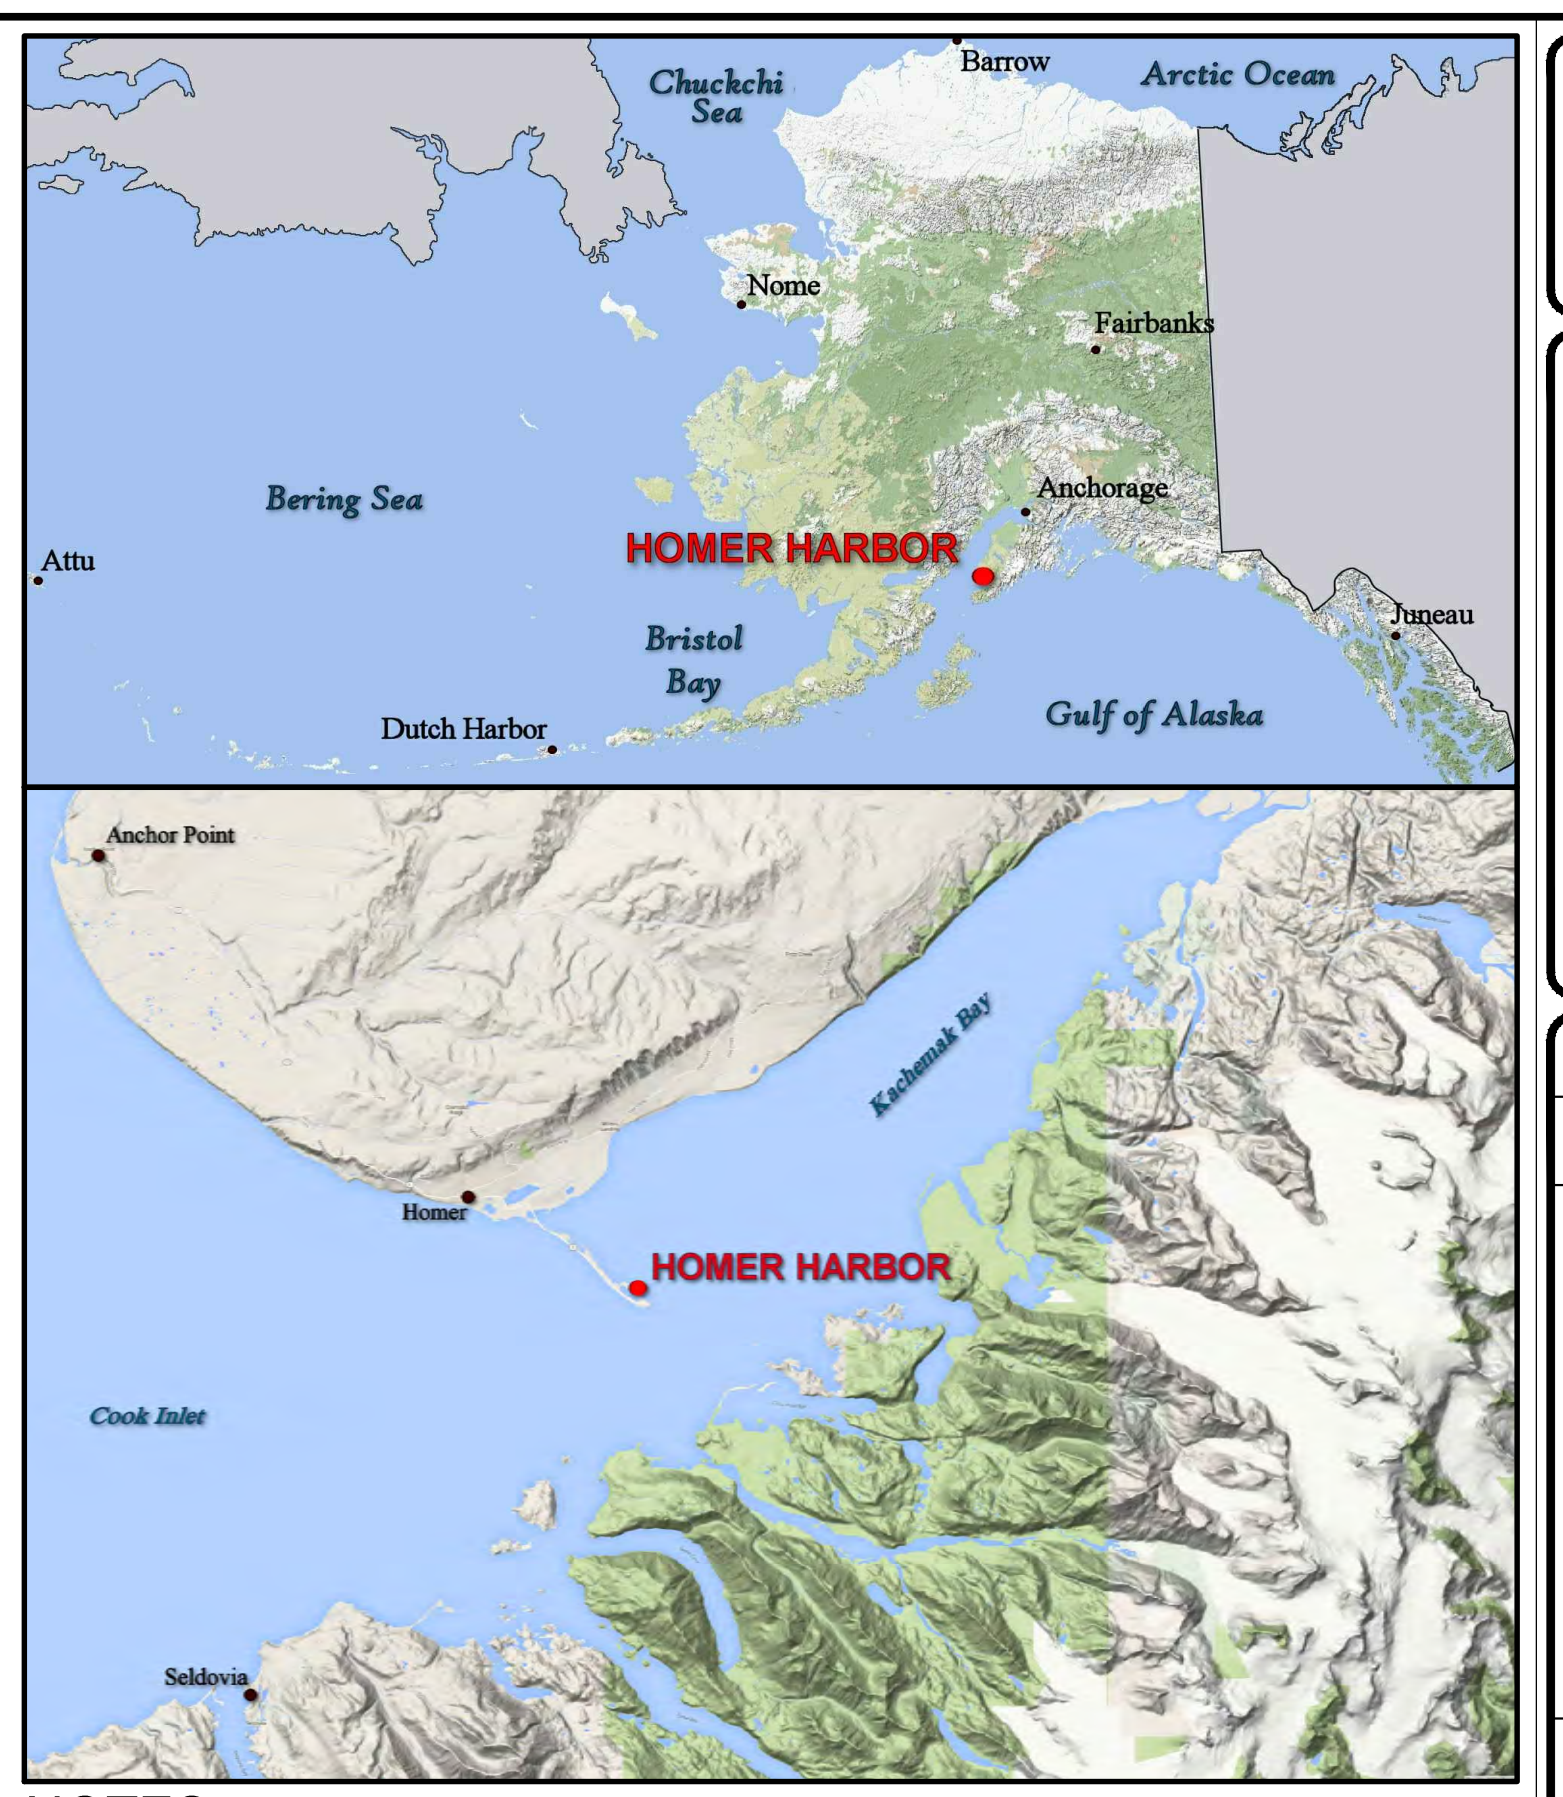 Barrow
Chuckchi
Sea
Arctic Ocean
Nome
Fairbanks
Bering Sea
Anchorage
HOMER HARBOR
Attu
Bristol
Bay
Juneau
Gulf of Alaska
Dutch Harbor
Anchor Point
Kachemak Bay
Homer
HOMER HARBOR
Cook Inlet
Seldovia